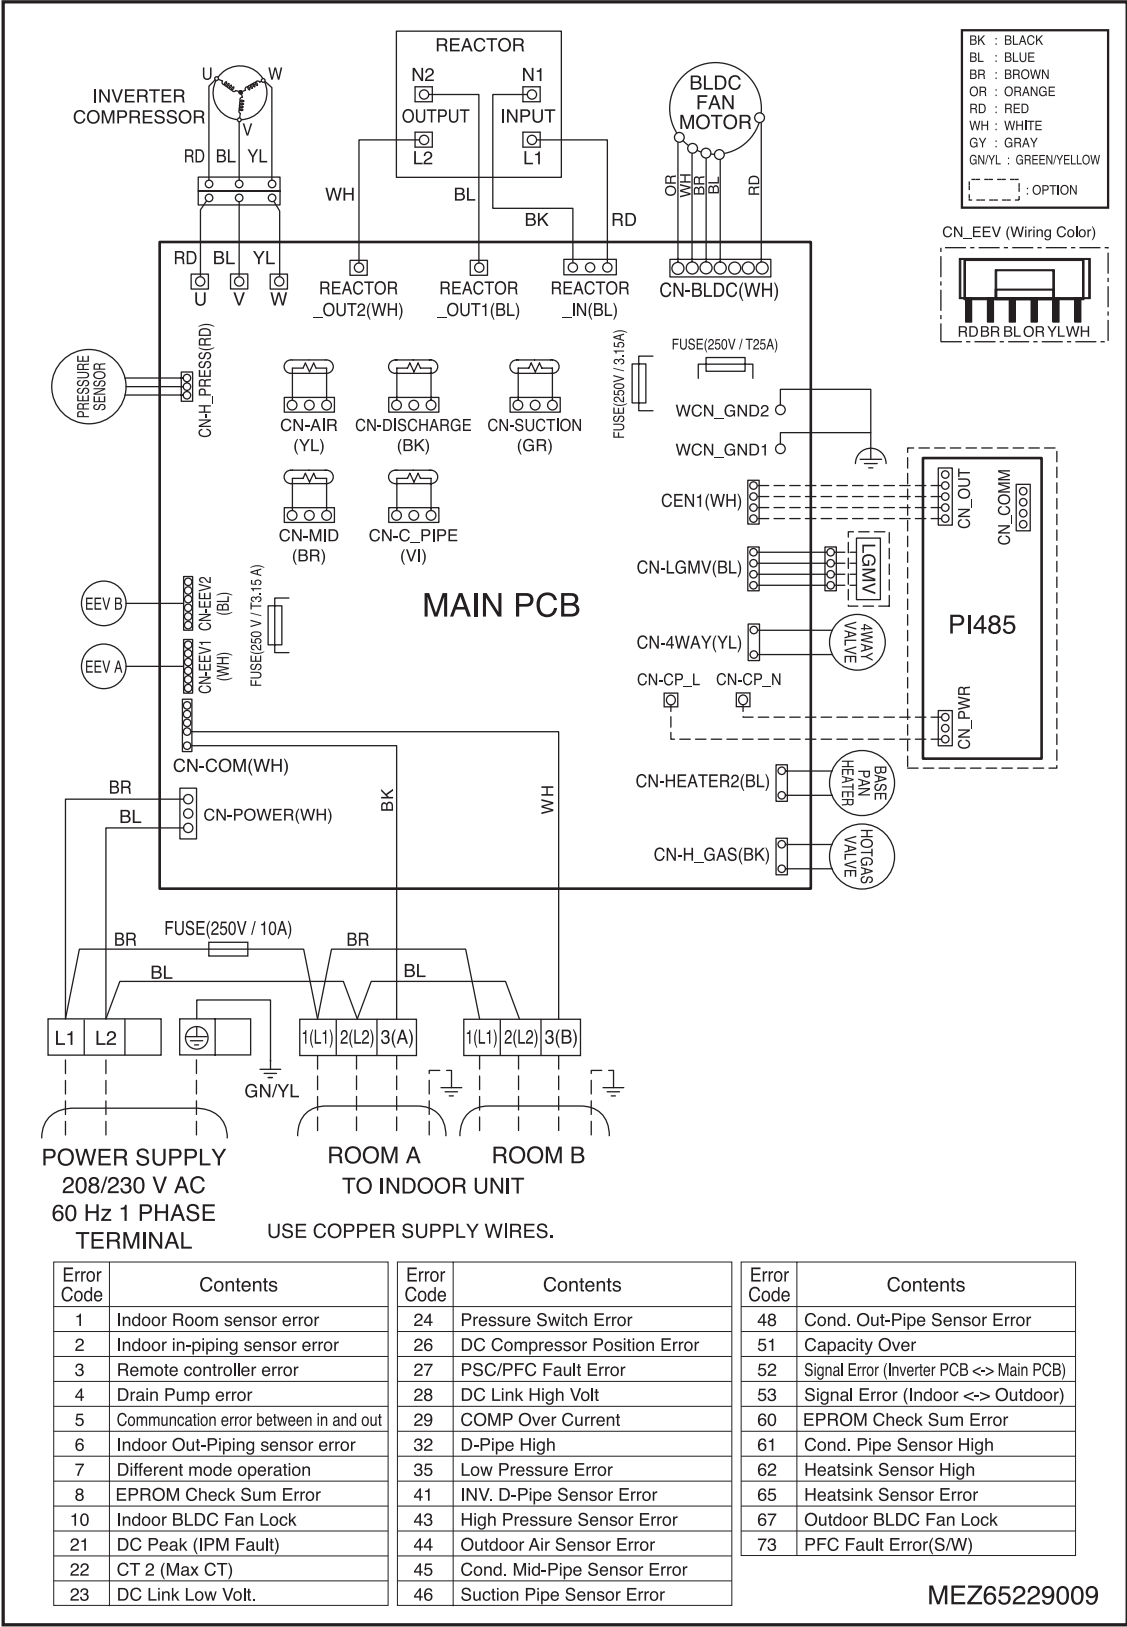 REACTOR
N2 N1
OUTPUT INPUT
L2 L1
INVERTER
COMPRESSOR
U W
V
RD BL YL
WH
BL
BK
RD
BLDC
FAN
MOTOR
OR WH BR BL RD
BK : BLACK
BL : BLUE
BR : BROWN
OR : ORANGE
RD : RED
WH : WHITE
GY : GRAY
GN/YL : GREEN/YELLOW
: OPTION
CN_EEV (Wiring Color)
RD BR BL OR YL WH
RD BL YL
U V W
REACTOR
_OUT2(WH)
REACTOR
_OUT1(BL)
REACTOR
_IN(BL)
CN-BLDC(WH)
PRESSURE
SENSOR
CN-H_PRESS(RD)
CN-AIR
(YL)
CN-DISCHARGE
(BK)
CN-SUCTION
(GR)
FUSE(250V / 3.15A)
FUSE(250V / T25A)
WCN_GND2
WCN_GND1
CN-MID
(BR)
CN-C_PIPE
(VI)
CEN1(WH)
CN_OUT
CN_COMM
CN-LGMV(BL)
LGMV
PI485
EEV B
CN-EEV2
(BL)
EEV A
CN-EEV1
(WH)
FUSE(250 V / T3.15 A)
MAIN PCB
CN-4WAY(YL)
4WAY
VALVE
CN-CP_L CN-CP_N
CN_PWR
CN-COM(WH)
CN-HEATER2(BL)
BASE
PAN
HEATER
BR
BL
CN-POWER(WH)
BK
WH
CN-H_GAS(BK)
HOTGAS
VALVE
FUSE(250V / 10A)
BR BR
BL BL
L1 L2
GN/YL
1(L1) 2(L2) 3(A)
1(L1) 2(L2) 3(B)
POWER SUPPLY
208/230 V AC
60 Hz 1 PHASE
TERMINAL
ROOM A ROOM B
TO INDOOR UNIT
USE COPPER SUPPLY WIRES.
Error
Code Contents
1 Indoor Room sensor error
2 Indoor in-piping sensor error
3 Remote controller error
4 Drain Pump error
5 Communcation error between in and out
6 Indoor Out-Piping sensor error
7 Different mode operation
8 EPROM Check Sum Error
10 Indoor BLDC Fan Lock
21 DC Peak (IPM Fault)
22 CT 2 (Max CT)
23 DC Link Low Volt.
Error
Code Contents
24 Pressure Switch Error
26 DC Compressor Position Error
27 PSC/PFC Fault Error
28 DC Link High Volt
29 COMP Over Current
32 D-Pipe High
35 Low Pressure Error
41 INV. D-Pipe Sensor Error
43 High Pressure Sensor Error
44 Outdoor Air Sensor Error
45 Cond. Mid-Pipe Sensor Error
46 Suction Pipe Sensor Error
Error
Code Contents
48 Cond. Out-Pipe Sensor Error
51 Capacity Over
52 Signal Error (Inverter PCB <-> Main PCB)
53 Signal Error (Indoor <-> Outdoor)
60 EPROM Check Sum Error
61 Cond. Pipe Sensor High
62 Heatsink Sensor High
65 Heatsink Sensor Error
67 Outdoor BLDC Fan Lock
73 PFC Fault Error(S/W)
MEZ65229009